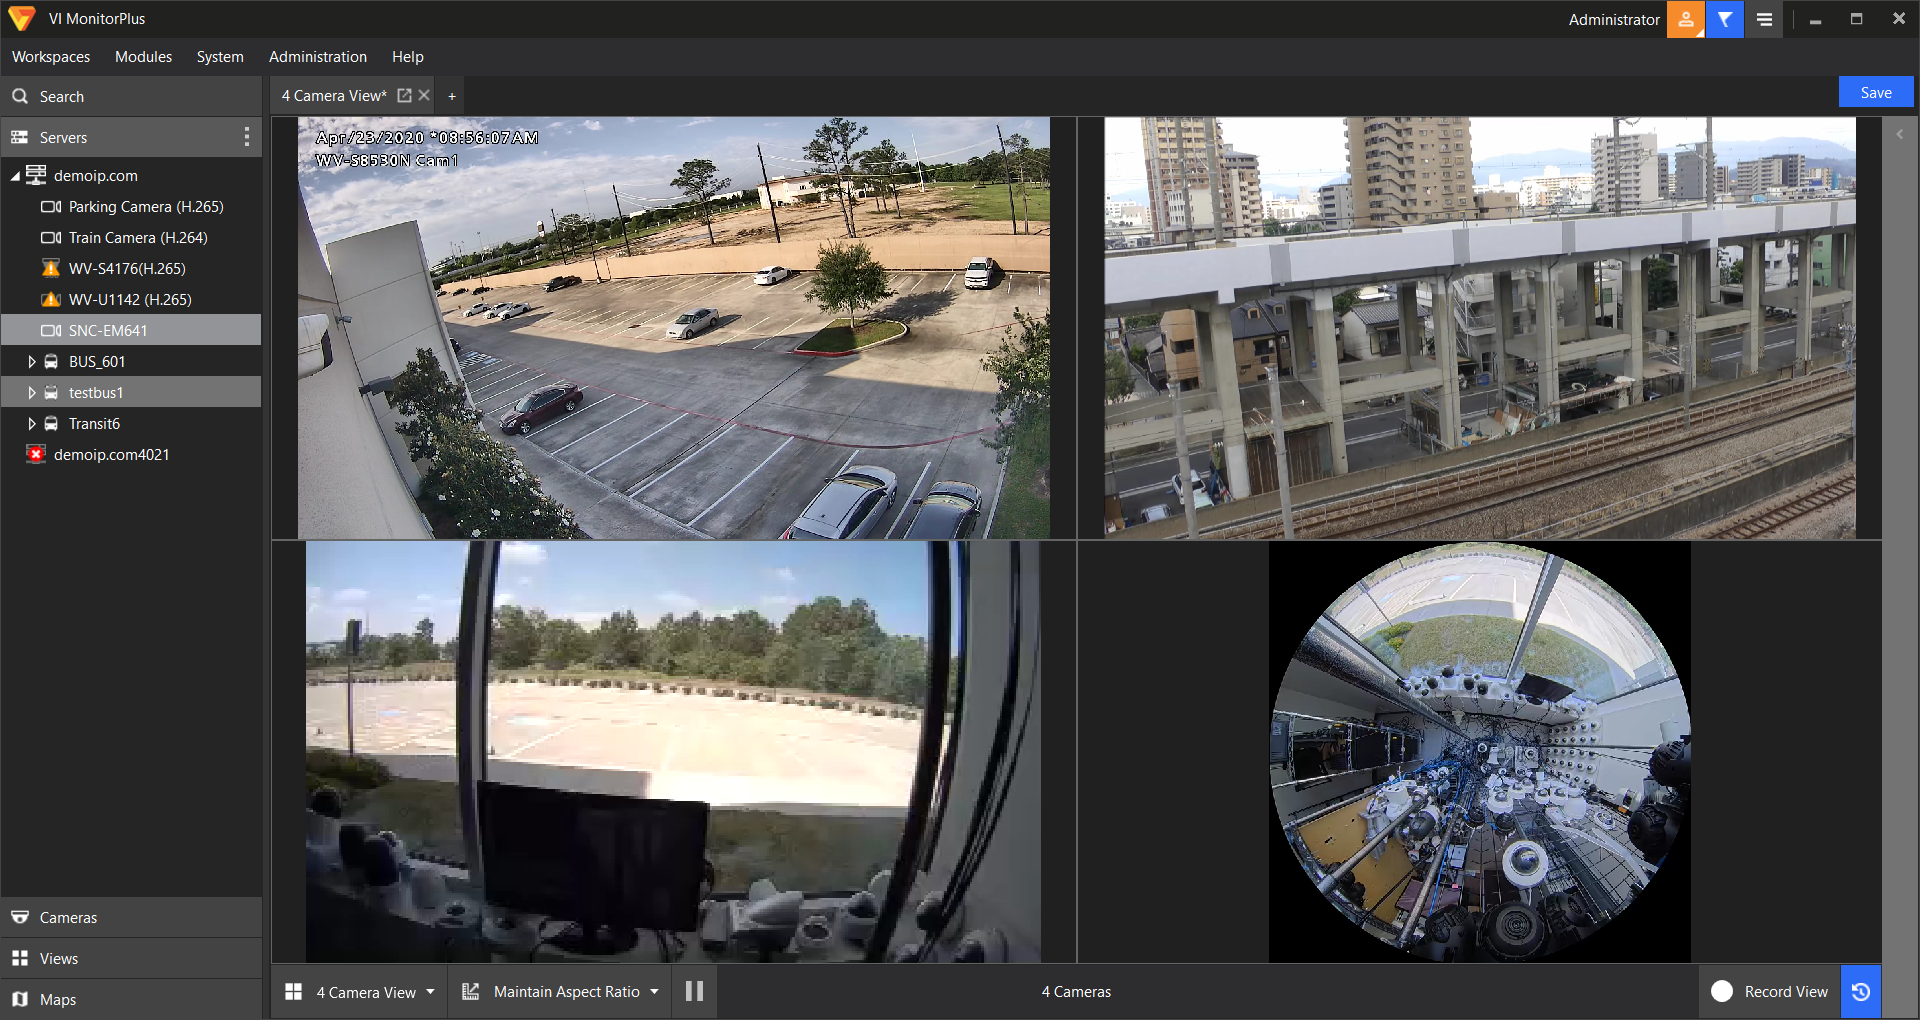 VI MonitorPlus
Administrator
Workspaces Modules System Administration Help
Search
4 Camera View*
+
Save
Servers
demoip.com
Parking Camera (H.265)
Train Camera (H.264)
WV-S4176(H.265)
WV-U1142 (H.265)
SNC-EM641
BUS_601
testbus1
Transit6
demoip.com4021
Apr/23/2020 *08:56:07AM
WV-S8530N Cam1
Cameras
Views
Maps
4 Camera View
Maintain Aspect Ratio
4 Cameras
Record View